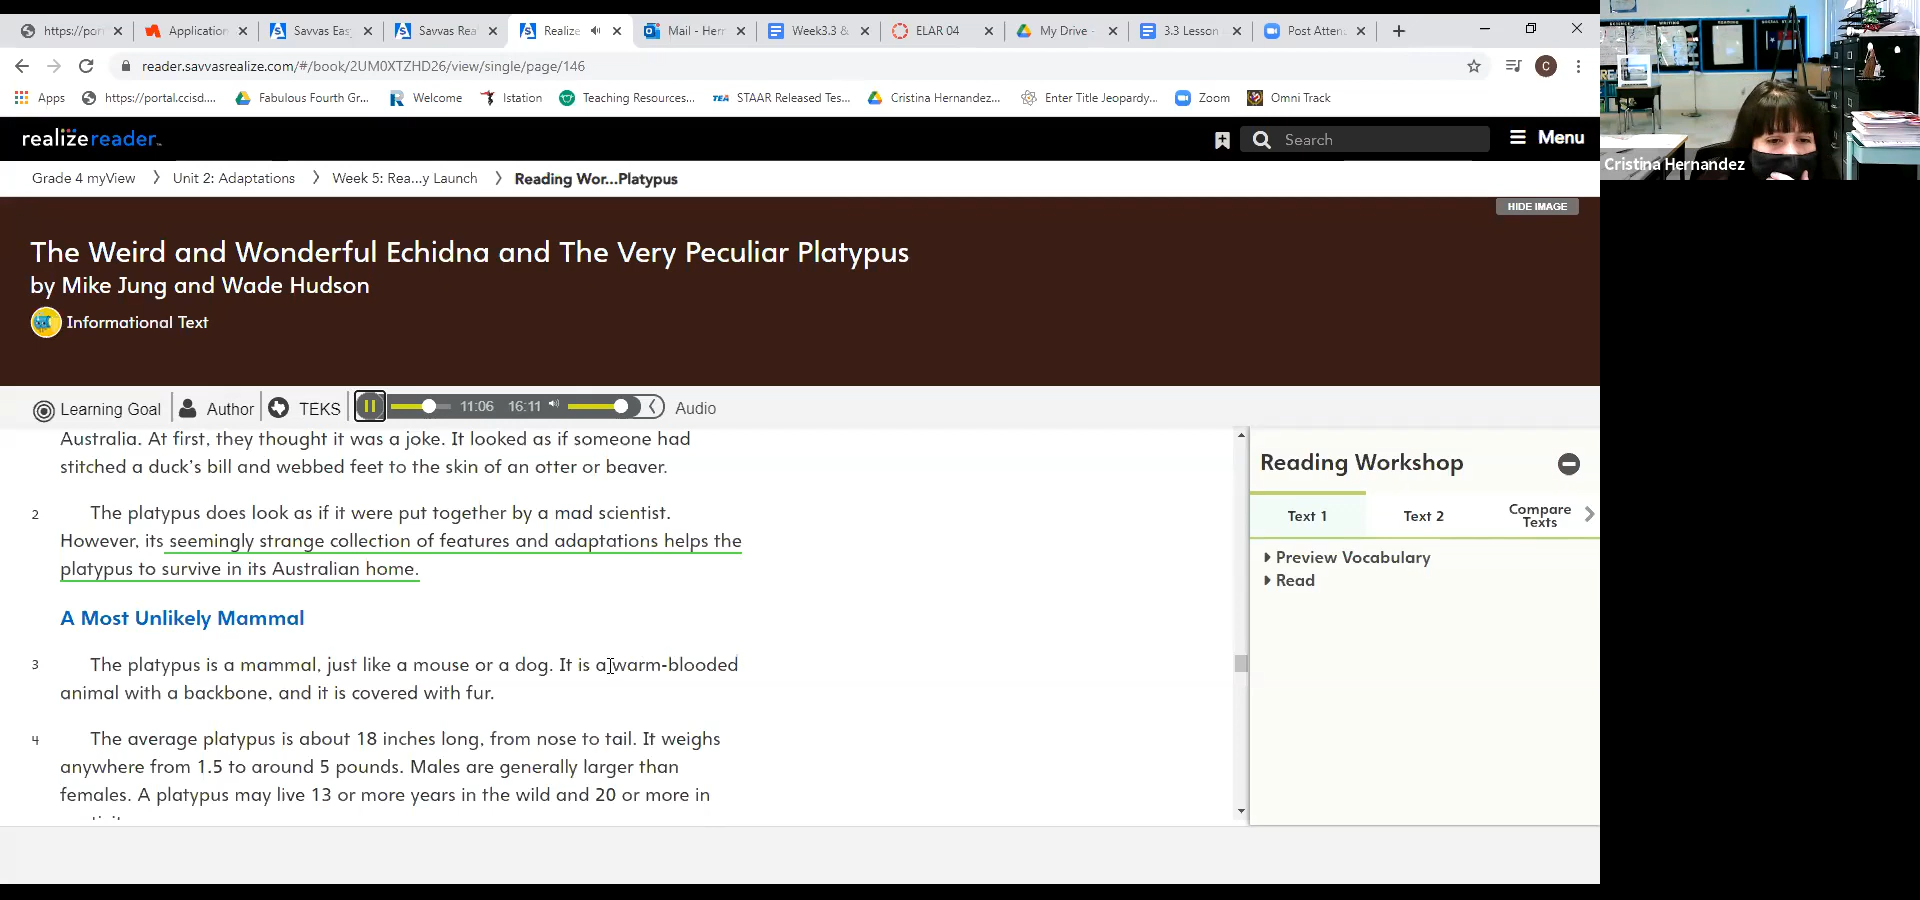 https://por
Application
Savvas Eas
Savvas Rea
Realize
Mail - Herr
Week3.3 &
ELAR 04
My Drive -
3.3 Lesson
Post Atten
reader.savvasrealize.com/#/book/2UM0XTZHD26/view/single/page/146
C
Apps
https://portal.ccisd....
Fabulous Fourth Gr...
Welcome
Istation
Teaching Resources...
TEA STAAR Released Tes...
Cristina Hernandez...
Enter Title Jeopardy...
Zoom
Omni Track
realizereader
Search
Menu
Grade 4 myView
Unit 2: Adaptations
Week 5: Rea...y Launch
Reading Wor...Platypus
HIDE IMAGE
The Weird and Wonderful Echidna and The Very Peculiar Platypus
by Mike Jung and Wade Hudson
Informational Text
Learning Goal
Author
TEKS
11:06
16:11
Audio
Australia. At first, they thought it was a joke. It looked as if someone had
stitched a duck's bill and webbed feet to the skin of an otter or beaver.
2 The platypus does look as if it were put together by a mad scientist.
However, its seemingly strange collection of features and adaptations helps the
platypus to survive in its Australian home.
A Most Unlikely Mammal
3 The platypus is a mammal, just like a mouse or a dog. It is a warm-blooded
animal with a backbone, and it is covered with fur.
4 The average platypus is about 18 inches long, from nose to tail. It weighs
anywhere from 1.5 to around 5 pounds. Males are generally larger than
females. A platypus may live 13 or more years in the wild and 20 or more in
Reading Workshop
Text 1
Text 2
Compare
Texts
Preview Vocabulary
Read
Cristina Hernandez